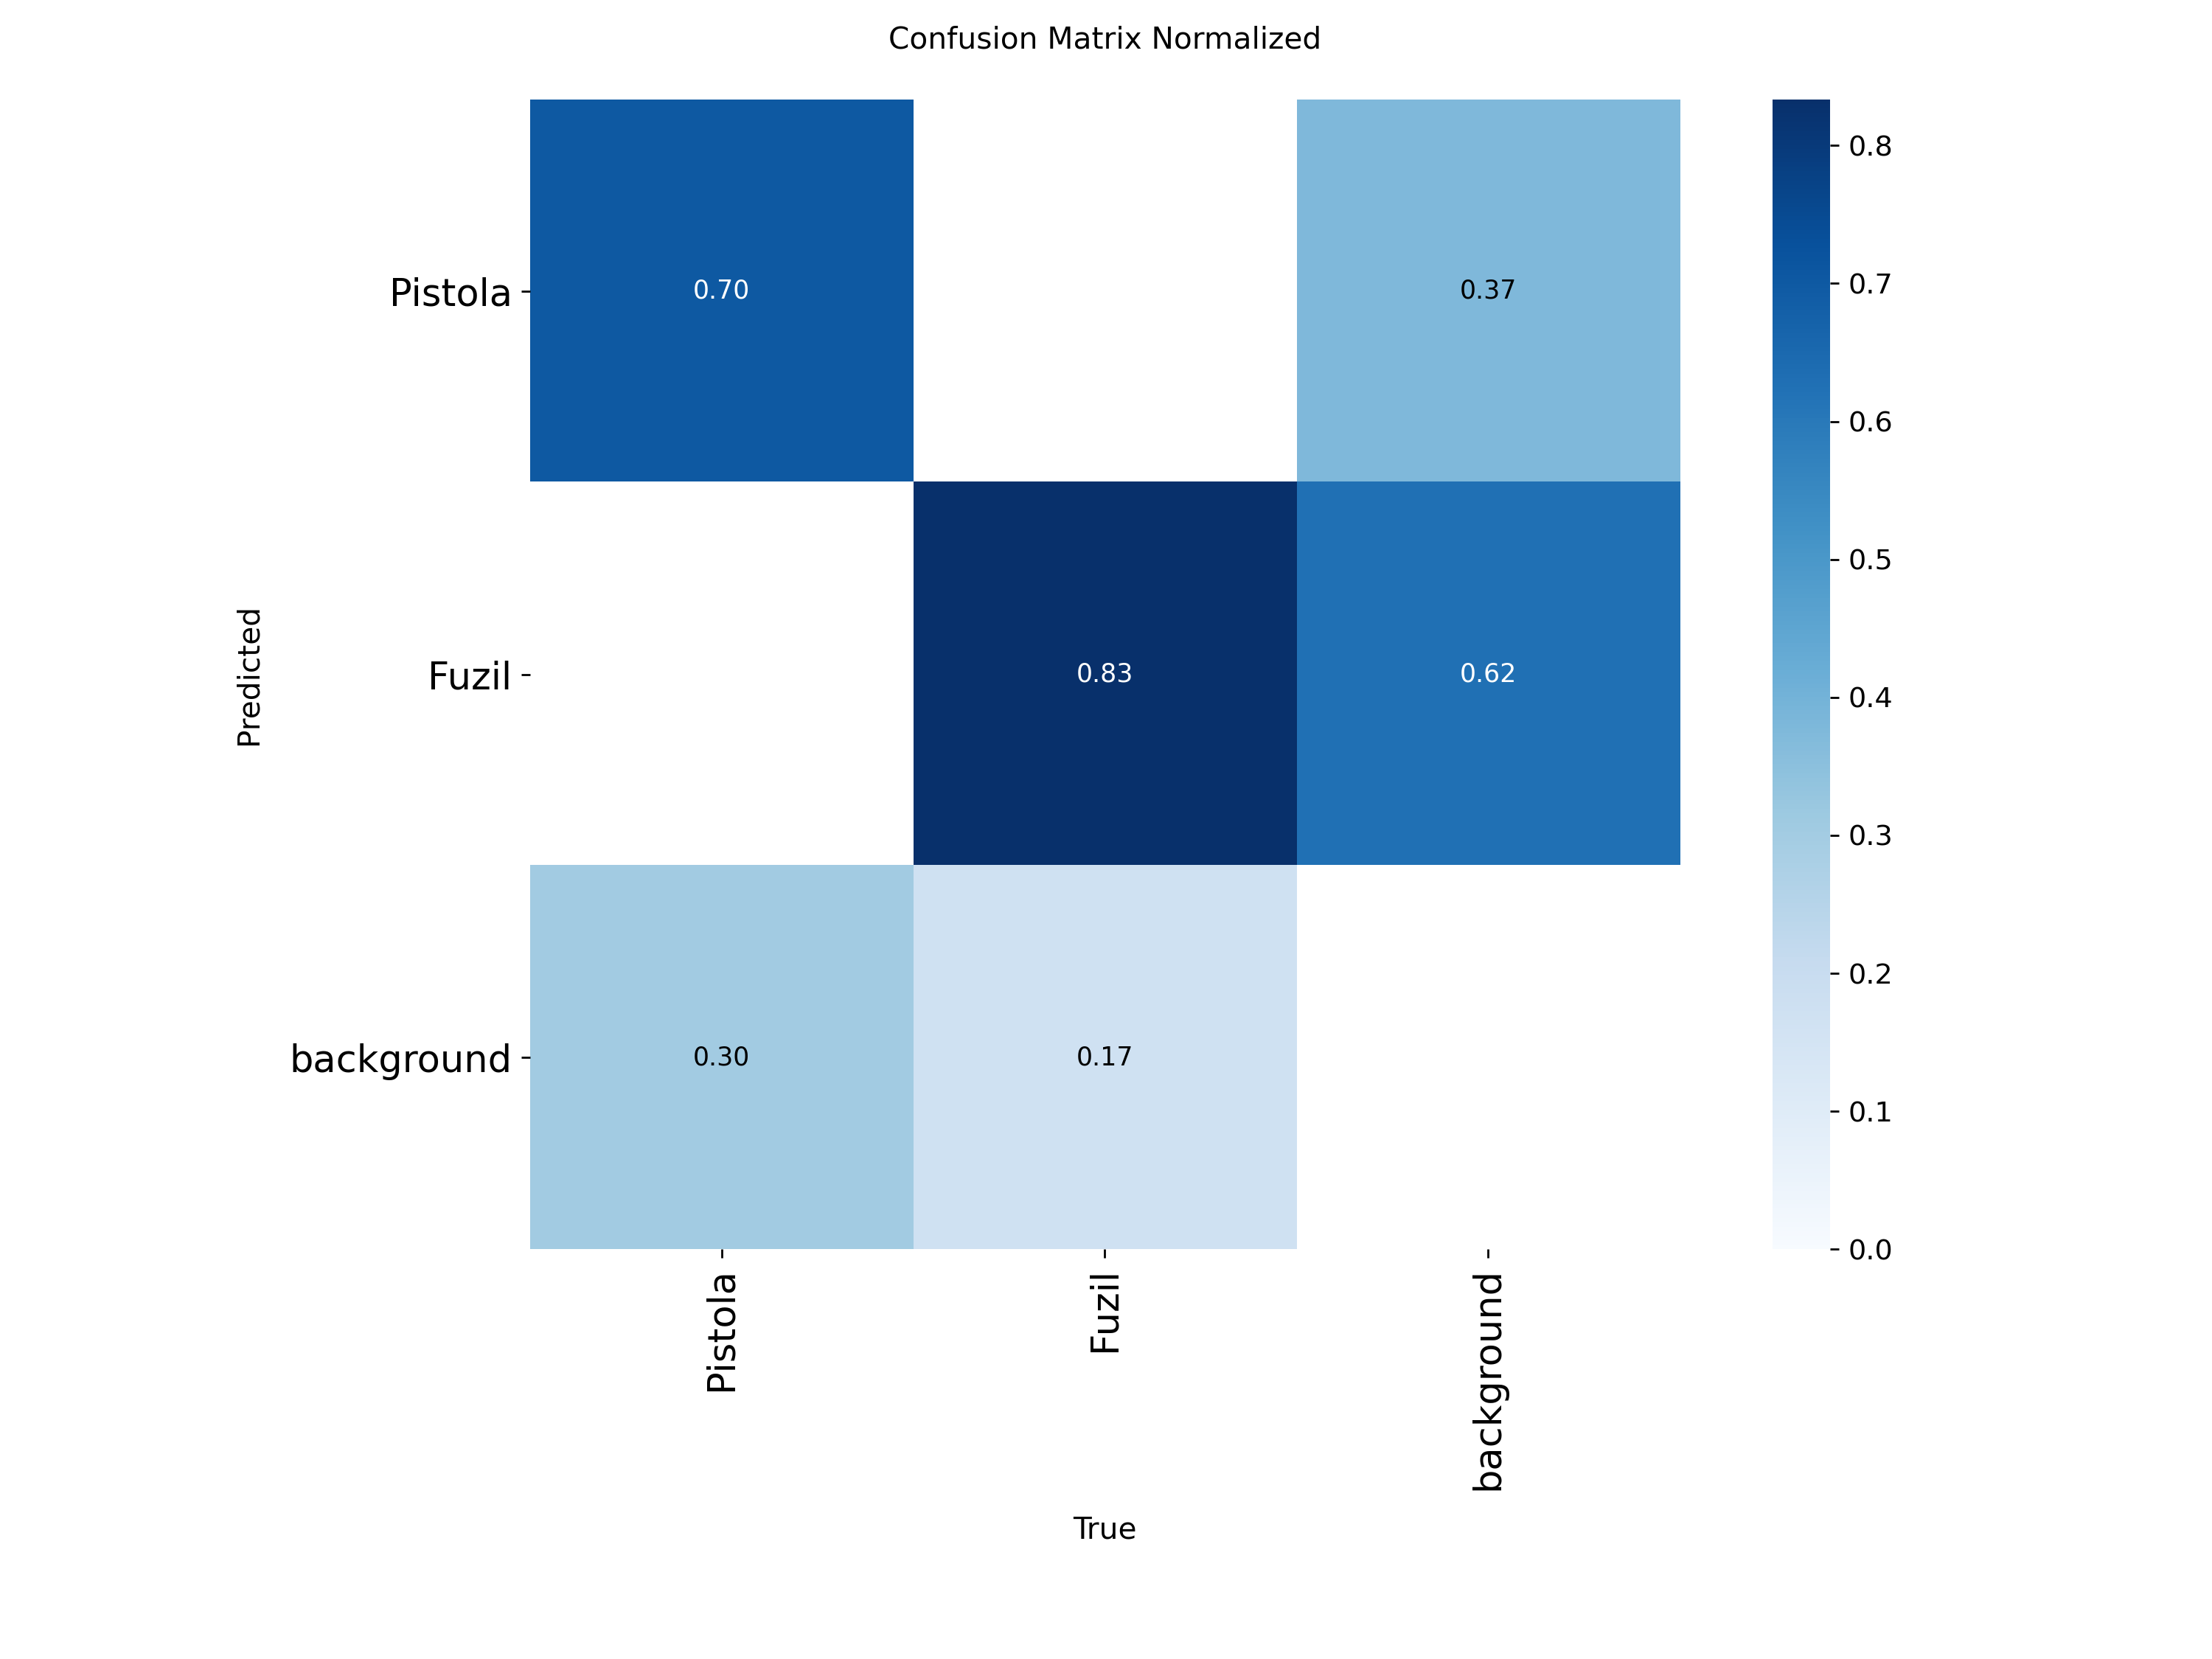 Confusion Matrix Normalized
Pistola
0.70
0.37
Fuzil
0.83
0.62
background
0.30
0.17
Predicted
Pistola
Fuzil
background
True
0.8
0.7
0.6
0.5
0.4
0.3
0.2
0.1
0.0